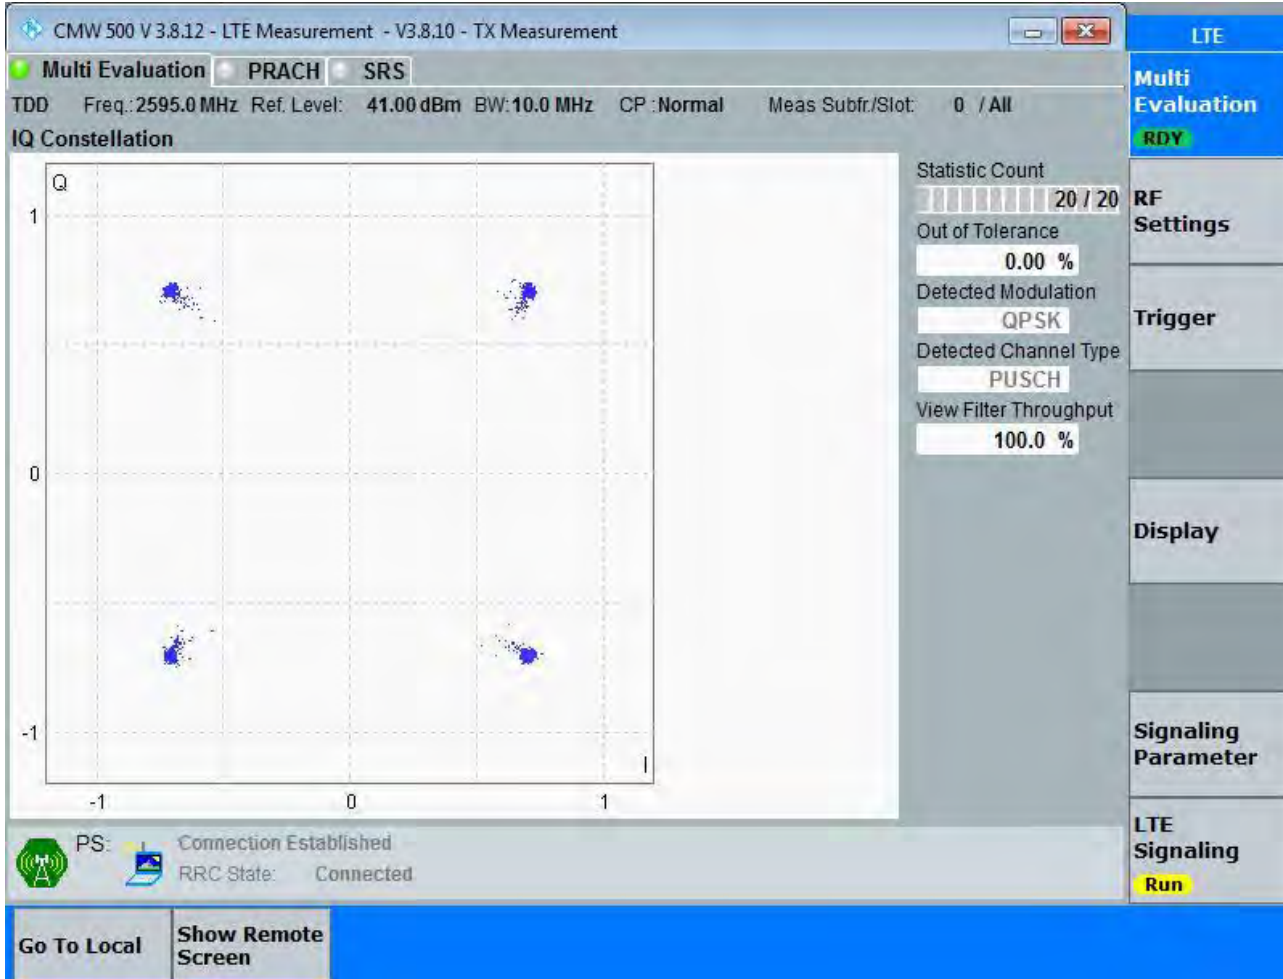 CMW 500 V 3.8.12 - LTE Measurement - V3.8.10 - TX Measurement
LTE
Multi Evaluation PRACH SRS
TDD Freq.: 2595.0 MHz Ref. Level: 41.00 dBm BW: 10.0 MHz CP : Normal Meas Subfr./Slot: 0 / All
IQ Constellation
Q
1
0
-1
-1 0 1
I
Statistic Count
20 / 20
Out of Tolerance
0.00 %
Detected Modulation
QPSK
Detected Channel Type
PUSCH
View Filter Throughput
100.0 %
Multi
Evaluation
RDY
RF
Settings
Trigger
Display
Signaling
Parameter
LTE
Signaling
Run
PS: Connection Established
RRC State: Connected
Go To Local
Show Remote
Screen